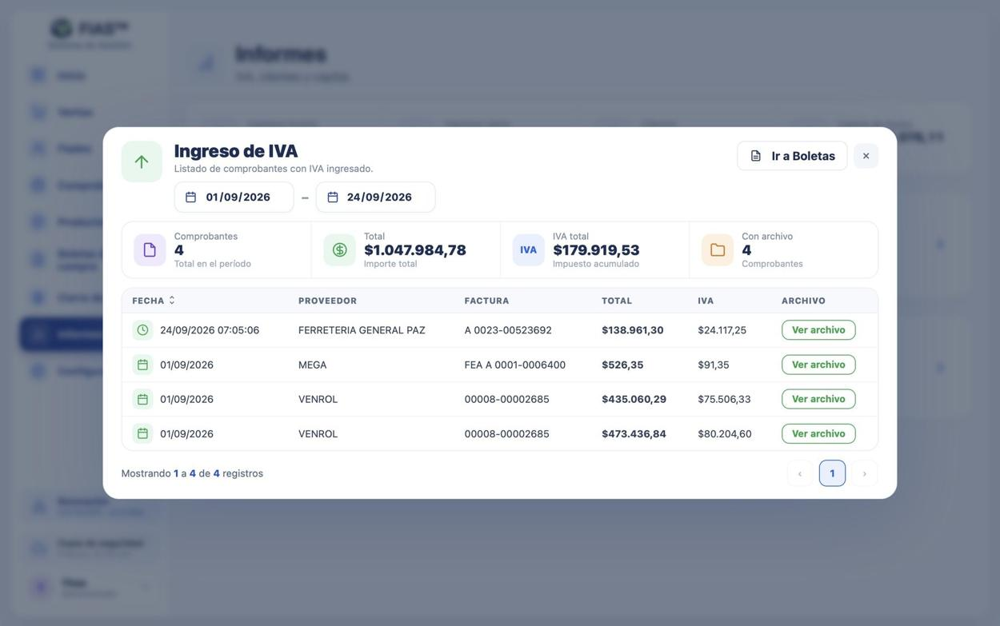 FIAS™
Informes
Inicio
Ventas
Ingreso de IVA
Listado de comprobantes con IVA ingresado.
Ir a Boletas
×
01/09/2026 – 24/09/2026
Comprobantes
4
Total en el período
Total
$1.047.984,78
Importe total
IVA
IVA total
$179.919,53
Impuesto acumulado
Con archivo
4
Comprobantes
FECHA PROVEEDOR FACTURA TOTAL IVA ARCHIVO
24/09/2026 07:05:06 FERRETERIA GENERAL PAZ A 0023-00523692 $138.961,30 $24.117,25 Ver archivo
01/09/2026 MEGA FEA A 0001-0006400 $526,35 $91,35 Ver archivo
01/09/2026 VENROL 00008-00002685 $435.060,29 $75.506,33 Ver archivo
01/09/2026 VENROL 00008-00002685 $473.436,84 $80.204,60 Ver archivo
Mostrando 1 a 4 de 4 registros
‹ 1 ›